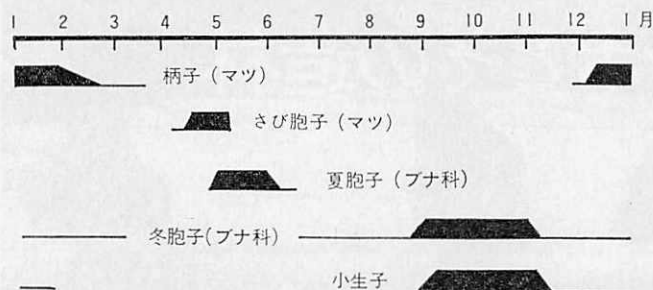 1 2 3 4 5 6 7 8 9 10 11 12 1 月
柄子 (マツ)
さび胞子 (マツ)
夏胞子 (ブナ科)
冬胞子(ブナ科)
小生子